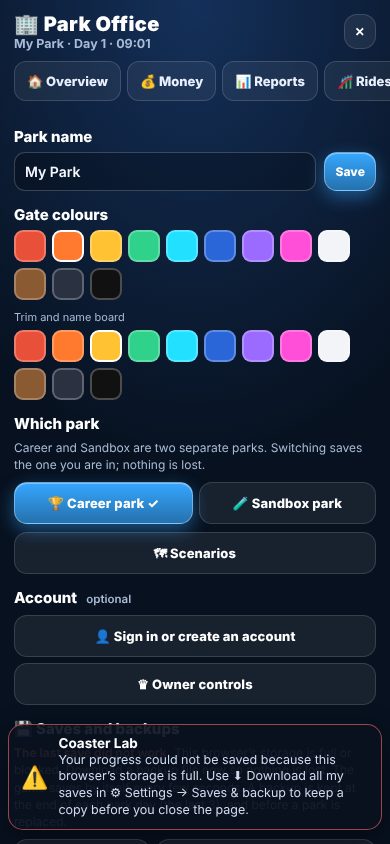 🏢 Park Office
My Park · Day 1 · 09:01
✕
🏠 Overview
💰 Money
📊 Reports
🎢 Rides
Park name
My Park
Save
Gate colours
Trim and name board
Which park
Career and Sandbox are two separate parks. Switching saves
the one you are in; nothing is lost.
🏆 Career park ✓
🧪 Sandbox park
🗺 Scenarios
Account optional
👤 Sign in or create an account
♛ Owner controls
💾 Saves and backups
Coaster Lab
Your progress could not be saved because this
browser's storage is full. Use ⬇ Download all my
saves in ⚙ Settings → Saves & backup to keep a
copy before you close the page.